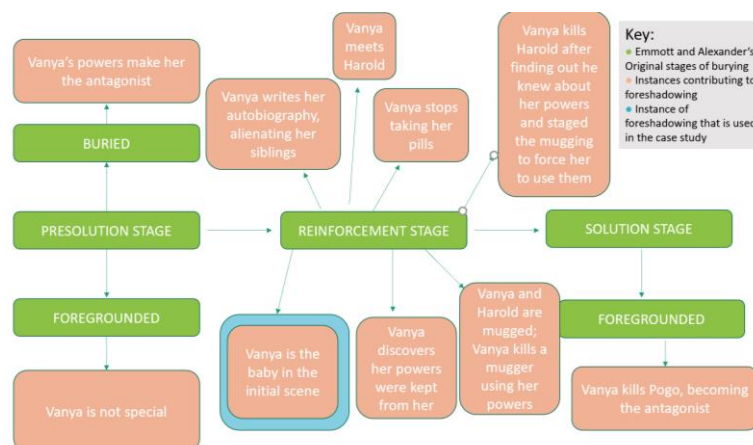 Vanya's powers make her
the antagonist
BURIED
PRESOLUTION STAGE
FOREGROUNDED
Vanya is not special
Vanya writes her
autobiography,
alienating her
siblings
Vanya
meets
Harold
Vanya stops
taking her
pills
Vanya kills
Harold after
finding out he
knew about
her powers
and staged
the mugging
to force her
to use them
REINFORCEMENT STAGE
Vanya is the
baby in the
initial scene
Vanya
discovers
her powers
were kept
from her
Vanya and
Harold are
mugged;
Vanya kills a
mugger
using her
powers
SOLUTION STAGE
FOREGROUNDED
Vanya kills Pogo, becoming
the antagonist
Key:
Emmott and Alexander's
Original stages of burying
Instances contributing to
foreshadowing
Instance of
foreshadowing that is used
in the case study